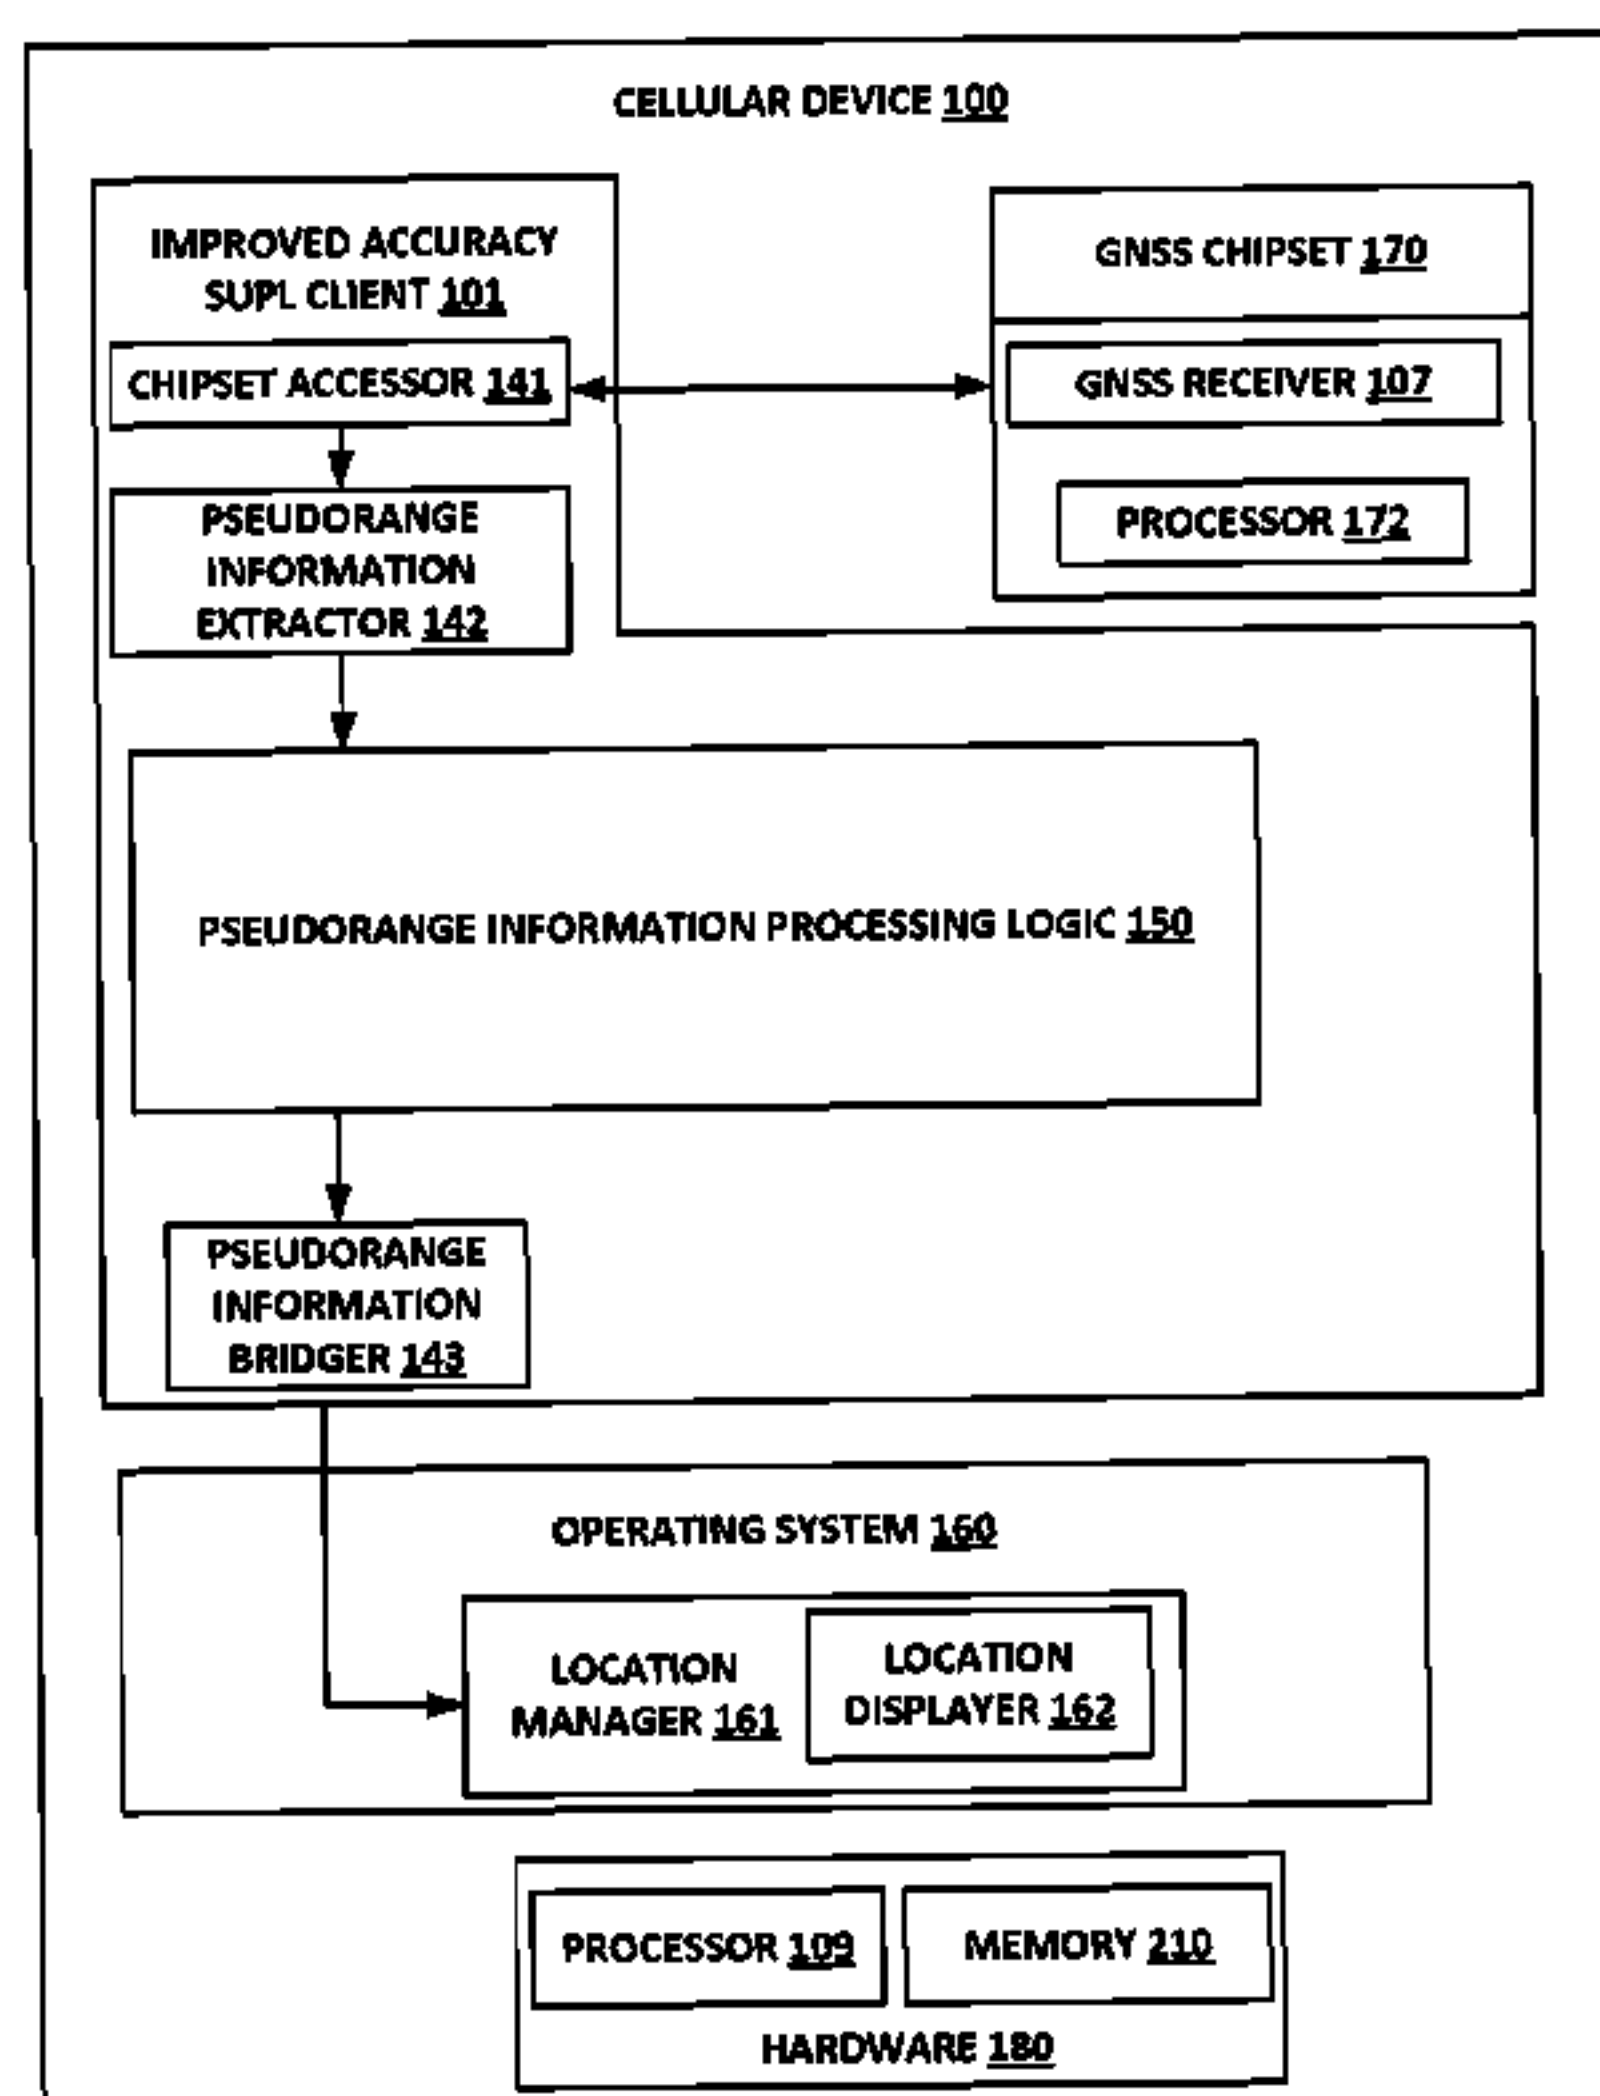 CELLULAR DEVICE 100
IMPROVED ACCURACY
SUPL CLIENT 101
GNSS CHIPSET 170
CHIPSET ACCESSOR 141
GNSS RECEIVER 107
PSEUDORANGE
INFORMATION
EXTRACTOR 142
PROCESSOR 172
PSEUDORANGE INFORMATION PROCESSING LOGIC 150
PSEUDORANGE
INFORMATION
BRIDGER 143
OPERATING SYSTEM 160
LOCATION
MANAGER 161
LOCATION
DISPLAYER 162
PROCESSOR 109
MEMORY 210
HARDWARE 180